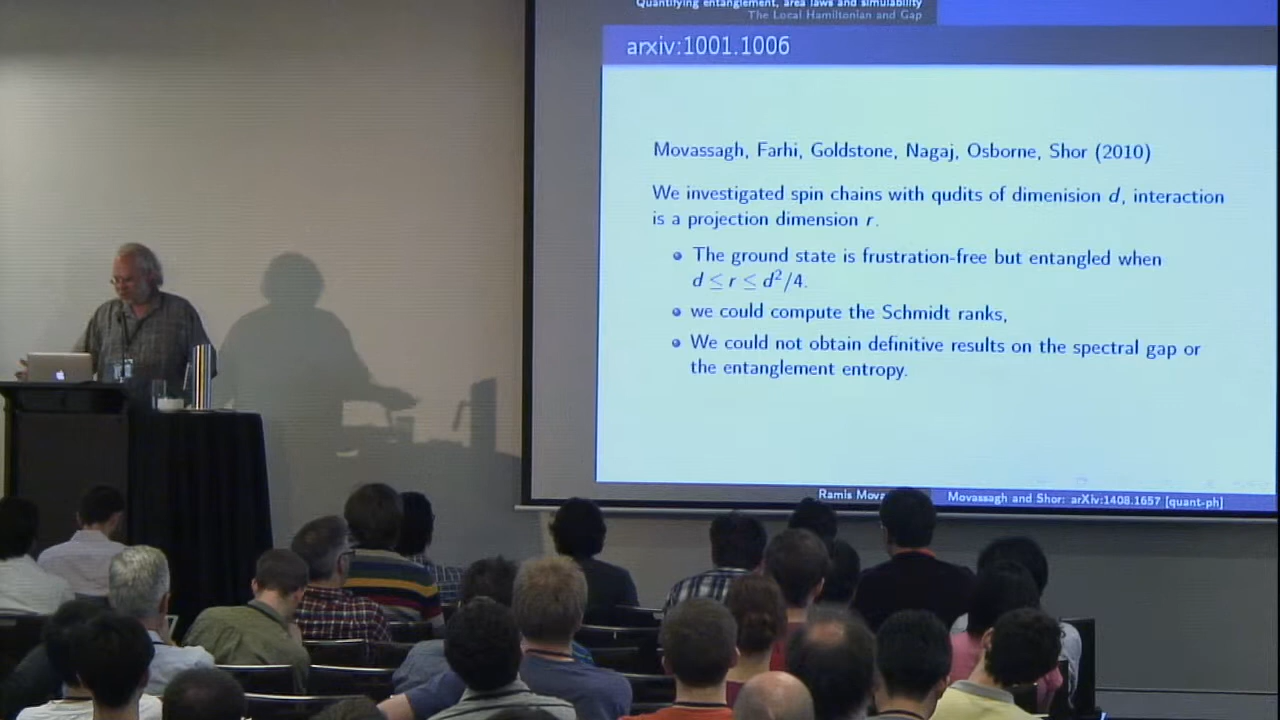 Quantifying entanglement, area laws and simulability
The Local Hamiltonian and Gap
arxiv:1001.1006
Movassagh, Farhi, Goldstone, Nagaj, Osborne, Shor (2010)
We investigated spin chains with qudits of dimenision d, interaction
is a projection dimension r.
The ground state is frustration-free but entangled when
d ≤ r ≤ d²/4.
we could compute the Schmidt ranks,
We could not obtain definitive results on the spectral gap or
the entanglement entropy.
Ramis Movassagh and Shor: arXiv:1408.1657 [quant-ph]